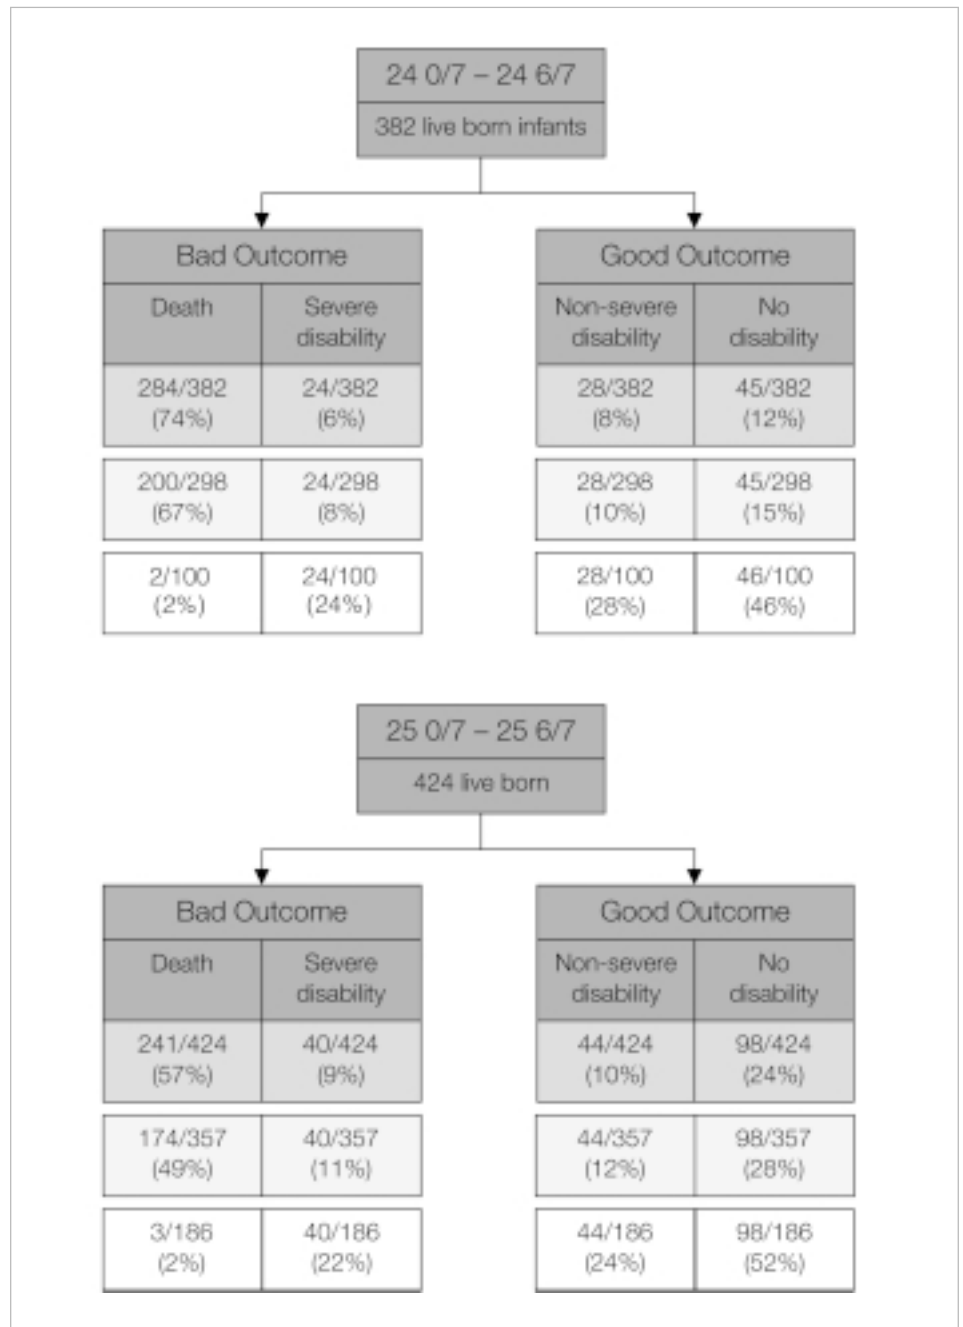 24 0/7 – 24 6/7
382 live born infants
Bad Outcome
Good Outcome
Death
Severe
disability
Non-severe
disability
No
disability
284/382
(74%)
24/382
(6%)
28/382
(8%)
45/382
(12%)
200/298
(67%)
24/298
(8%)
28/298
(10%)
45/298
(15%)
2/100
(2%)
24/100
(24%)
28/100
(28%)
46/100
(46%)
25 0/7 – 25 6/7
424 live born
Bad Outcome
Good Outcome
Death
Severe
disability
Non-severe
disability
No
disability
241/424
(57%)
40/424
(9%)
44/424
(10%)
98/424
(24%)
174/357
(49%)
40/357
(11%)
44/357
(12%)
98/357
(28%)
3/186
(2%)
40/186
(22%)
44/186
(24%)
98/186
(52%)